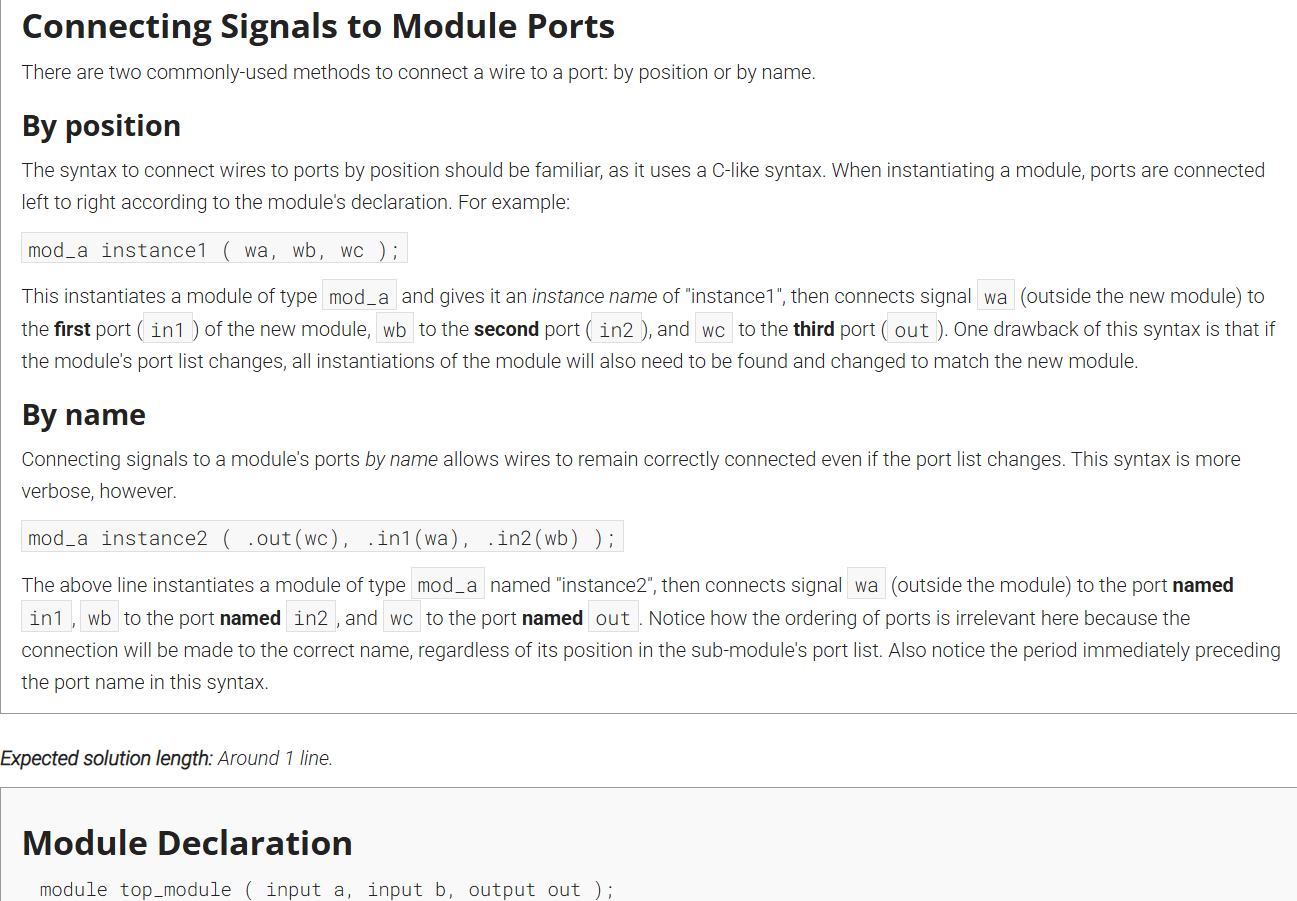 Connecting Signals to Module Ports
There are two commonly-used methods to connect a wire to a port: by position or by name.
By position
The syntax to connect wires to ports by position should be familiar, as it uses a C-like syntax. When instantiating a module, ports are connected
left to right according to the module's declaration. For example:
mod_a instance1 ( wa, wb, wc );
This instantiates a module of type mod_a and gives it an instance name of "instance1", then connects signal wa (outside the new module) to
the first port ( in1 ) of the new module, wb to the second port ( in2 ), and wc to the third port ( out ). One drawback of this syntax is that if
the module's port list changes, all instantiations of the module will also need to be found and changed to match the new module.
By name
Connecting signals to a module's ports by name allows wires to remain correctly connected even if the port list changes. This syntax is more
verbose, however.
mod_a instance2 ( .out(wc), .in1(wa), .in2(wb) );
The above line instantiates a module of type mod_a named "instance2", then connects signal wa (outside the module) to the port named
in1 , wb to the port named in2 , and wc to the port named out . Notice how the ordering of ports is irrelevant here because the
connection will be made to the correct name, regardless of its position in the sub-module's port list. Also notice the period immediately preceding
the port name in this syntax.
Expected solution length: Around 1 line.
Module Declaration
module top_module ( input a, input b, output out );